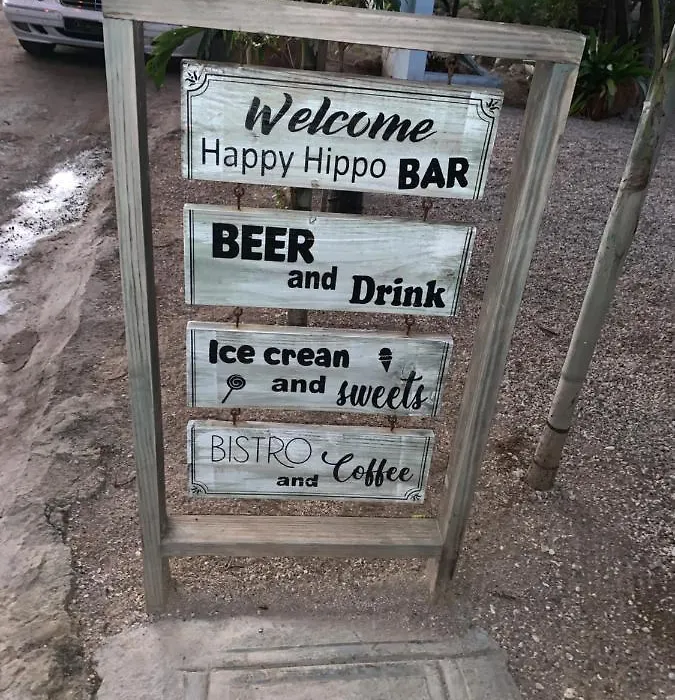 Welcome
Happy Hippo BAR
BEER
and Drink
Ice crean
and sweets
BISTRO
and Coffee